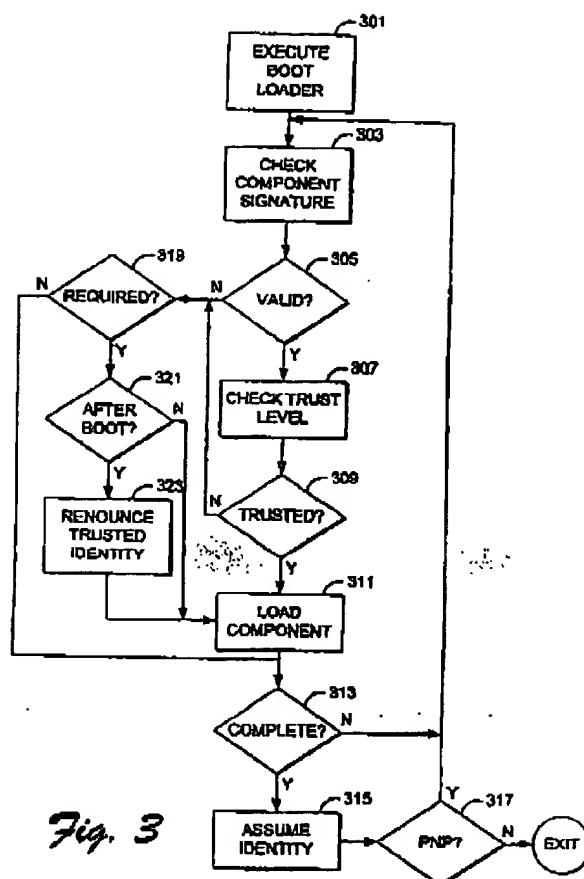 301
EXECUTE
BOOT
LOADER
303
CHECK
COMPONENT
SIGNATURE
319
305
N
REQUIRED?
N
VALID?
Y
Y
321
307
AFTER
BOOT?
N
CHECK TRUST
LEVEL
Y
323
309
RENOUNCE
TRUSTED
IDENTITY
N
TRUSTED?
Y
311
LOAD
COMPONENT
313
COMPLETE?
N
Y
315
Y
317
Fig. 3
ASSUME
IDENTITY
PNP?
N
EXIT